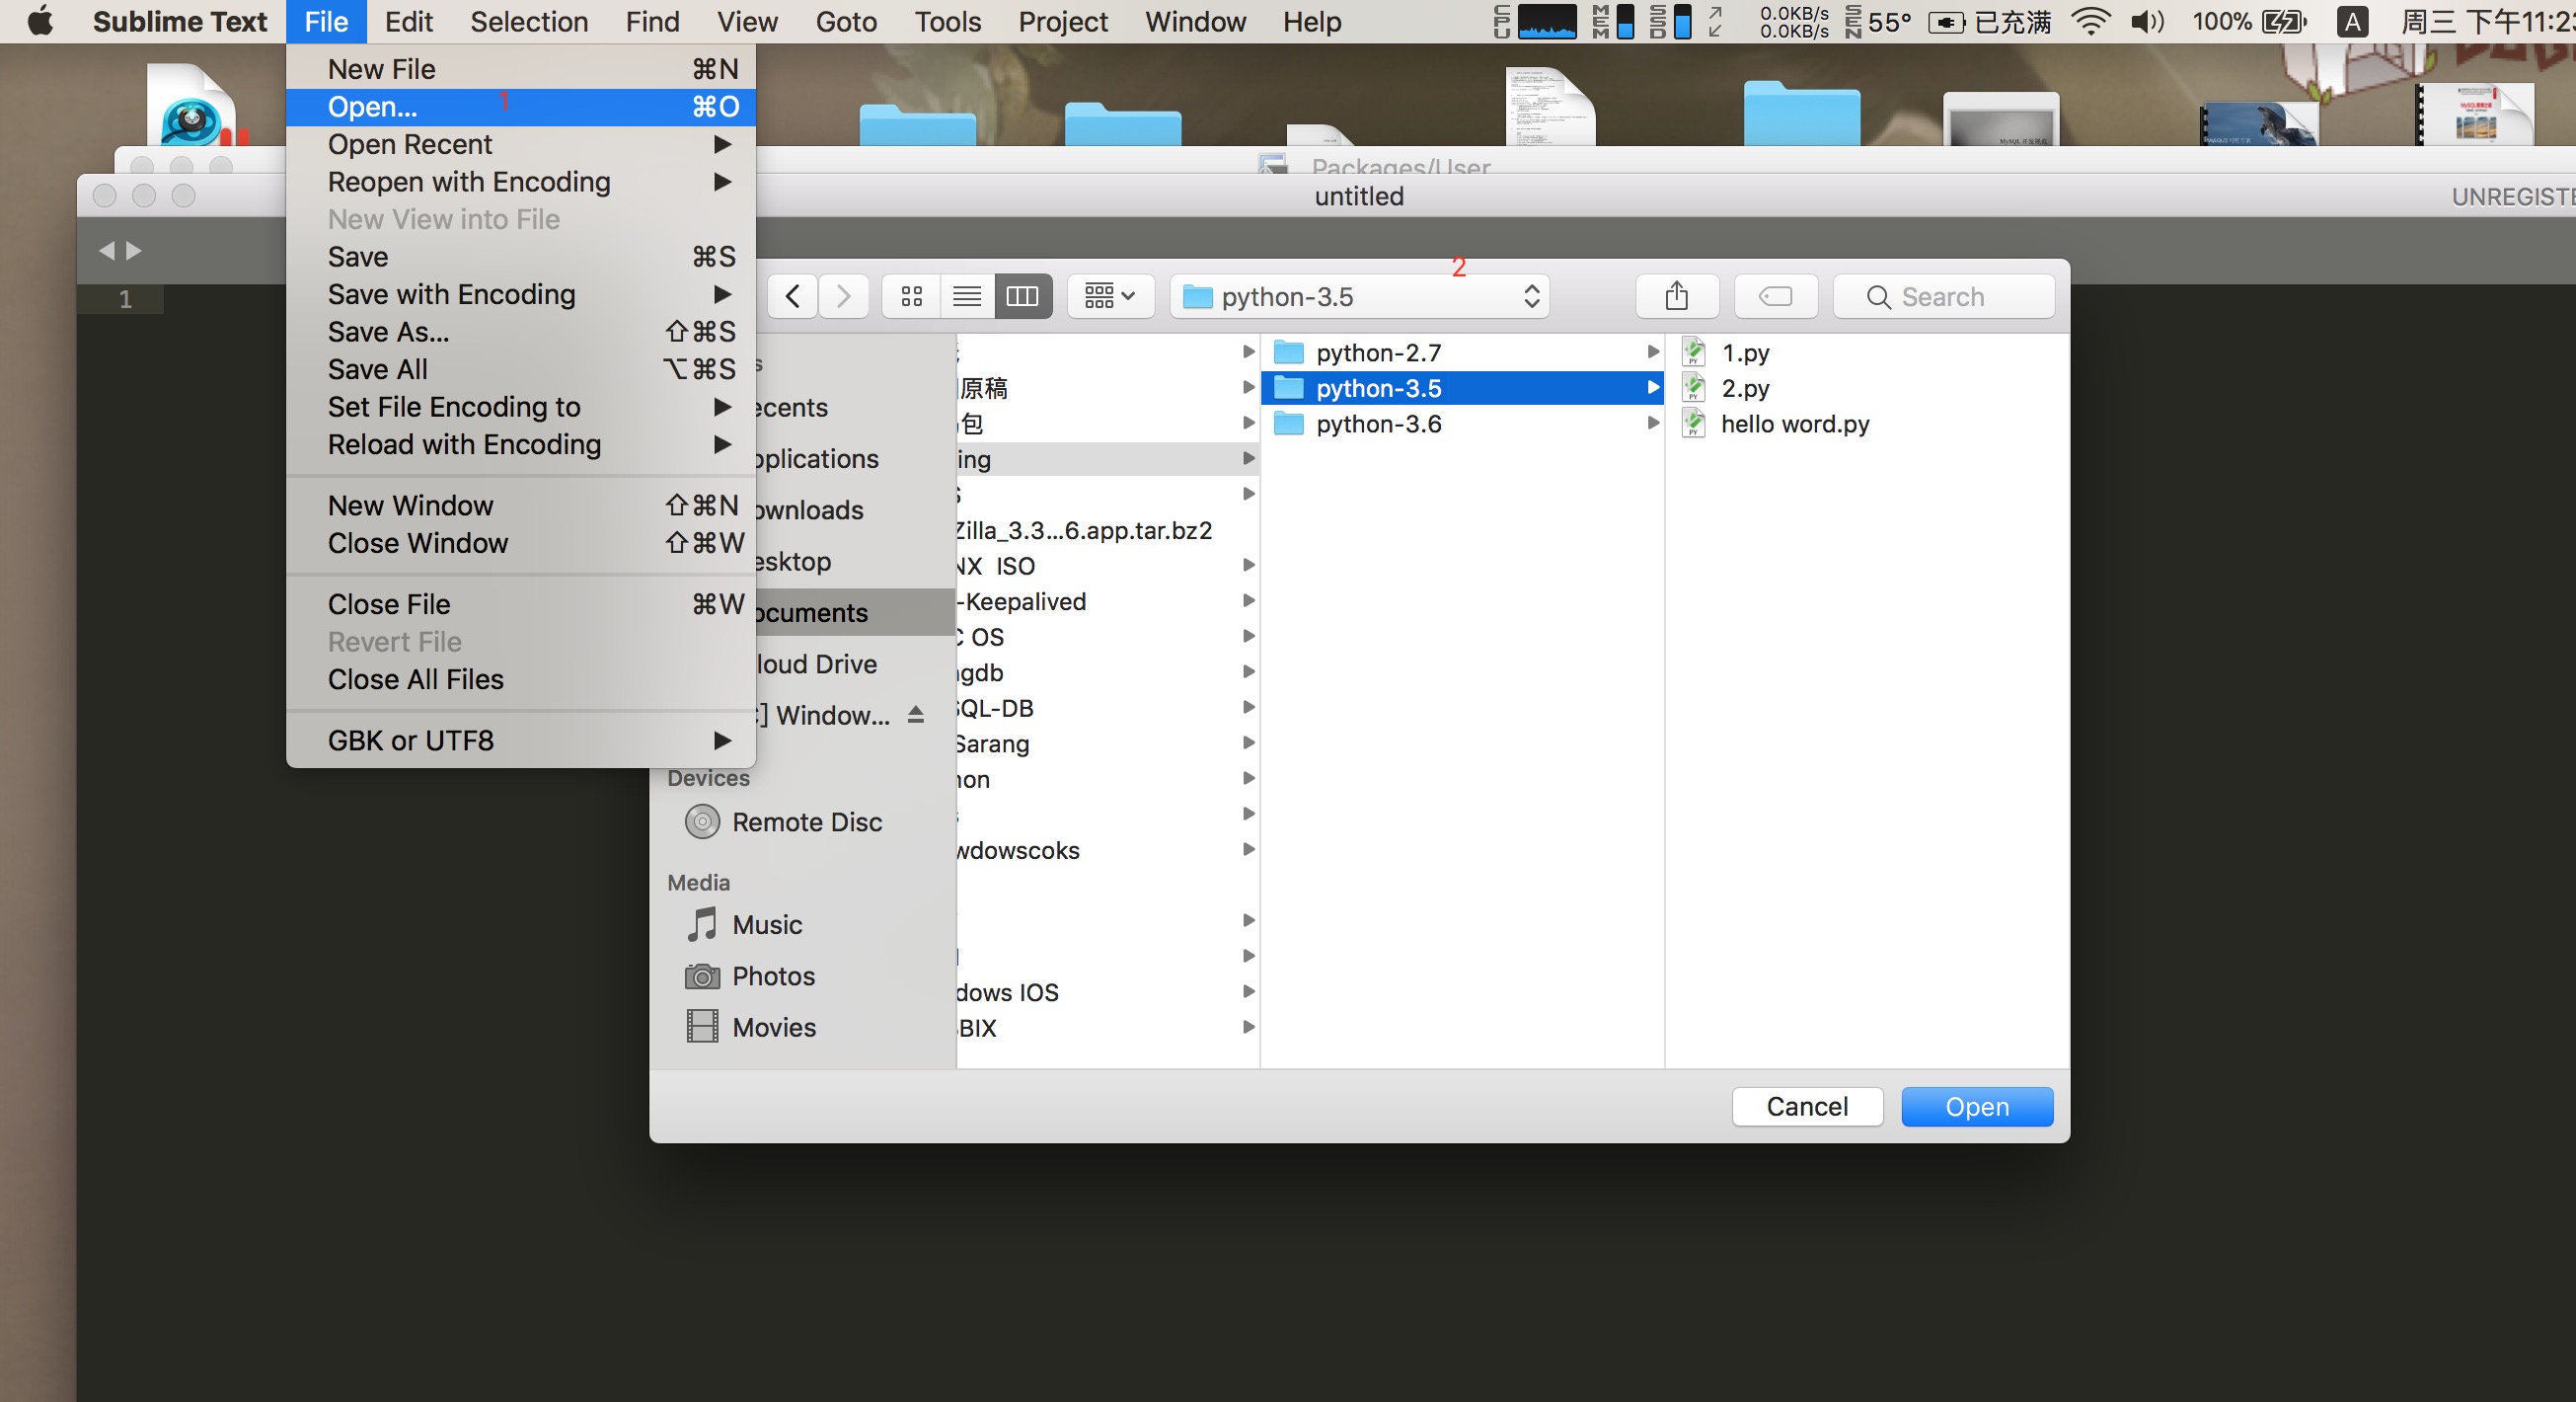 Sublime Text File Edit Selection Find View Goto Tools Project Window Help CPU MEM SSD 0.0KB/s 0.0KB/s SEN 55° 已充满 100% A 周三 下午11:2
New File ⌘N
Open... 1 ⌘O
Open Recent
Reopen with Encoding
New View into File
Save ⌘S
Save with Encoding
Save As... ⇧⌘S
Save All ⌥⌘S
Set File Encoding to
Reload with Encoding
New Window ⇧⌘N
Close Window ⇧⌘W
Close File ⌘W
Revert File
Close All Files
GBK or UTF8
Packages/User
untitled
UNREGISTE
1
2
python-3.5
Search
ecents
pplications
ownloads
esktop
ocuments
loud Drive
] Window...
Devices
Remote Disc
Media
Music
Photos
Movies
原稿
包
ing
Zilla_3.3...6.app.tar.bz2
NX ISO
-Keepalived
C OS
ngdb
SQL-DB
Sarang
hon
wdowscoks
dows IOS
BIX
python-2.7
python-3.5
python-3.6
1.py
2.py
hello word.py
Cancel
Open